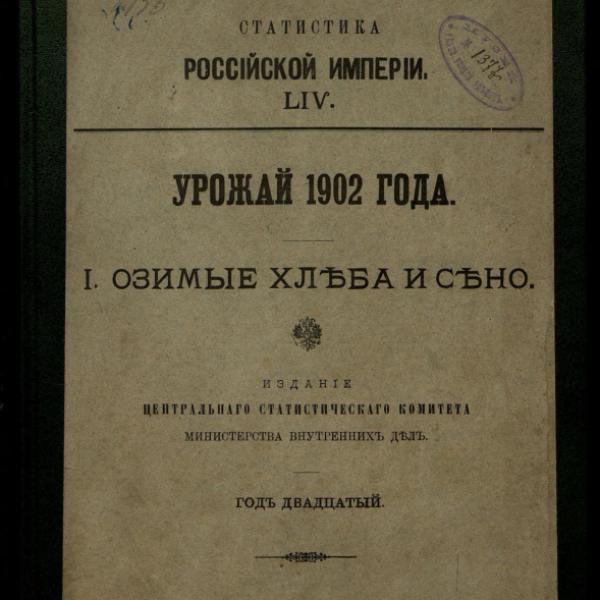 СТАТИСТИКА
РОССІЙСКОЙ ИМПЕРІИ.
LIV.
УРОЖАЙ 1902 ГОДА.
I. ОЗИМЫЕ ХЛѢБА И СѢНО.
ИЗДАНІЕ
ЦЕНТРАЛЬНАГО СТАТИСТИЧЕСКАГО КОМИТЕТА
МИНИСТЕРСТВА ВНУТРЕННИХЪ ДѢЛЪ.
ГОДЪ ДВАДЦАТЫЙ.